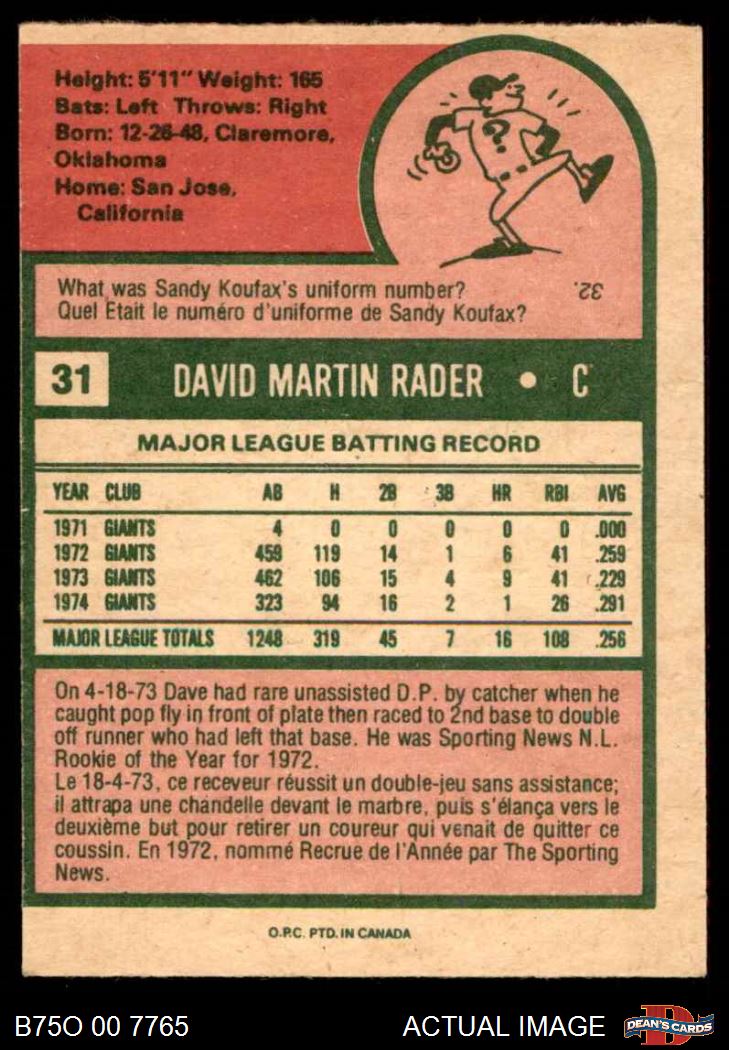 Height: 5'11" Weight: 165
Bats: Left Throws: Right
Born: 12-26-48, Claremore,
Oklahoma
Home: San Jose,
California
?
What was Sandy Koufax's uniform number?
Quel Etait le numéro d'uniforme de Sandy Koufax?
32.
31 DAVID MARTIN RADER • C
MAJOR LEAGUE BATTING RECORD
YEAR CLUB AB H 2B 3B HR RBI AVG
1971 GIANTS 4 0 0 0 0 0 .000
1972 GIANTS 459 119 14 1 6 41 .259
1973 GIANTS 462 106 15 4 9 41 .229
1974 GIANTS 323 94 16 2 1 26 .291
MAJOR LEAGUE TOTALS 1248 319 45 7 16 108 .256
On 4-18-73 Dave had rare unassisted D.P. by catcher when he
caught pop fly in front of plate then raced to 2nd base to double
off runner who had left that base. He was Sporting News N.L.
Rookie of the Year for 1972.
Le 18-4-73, ce receveur réussit un double-jeu sans assistance;
il attrapa une chandelle devant le marbre, puis s'élança vers le
deuxième but pour retirer un coureur qui venait de quitter ce
coussin. En 1972, nommé Recrue de l'Année par The Sporting
News.
O.P.C. PTD. IN CANADA
B75O 00 7765
ACTUAL IMAGE
D
DEAN'S CARDS